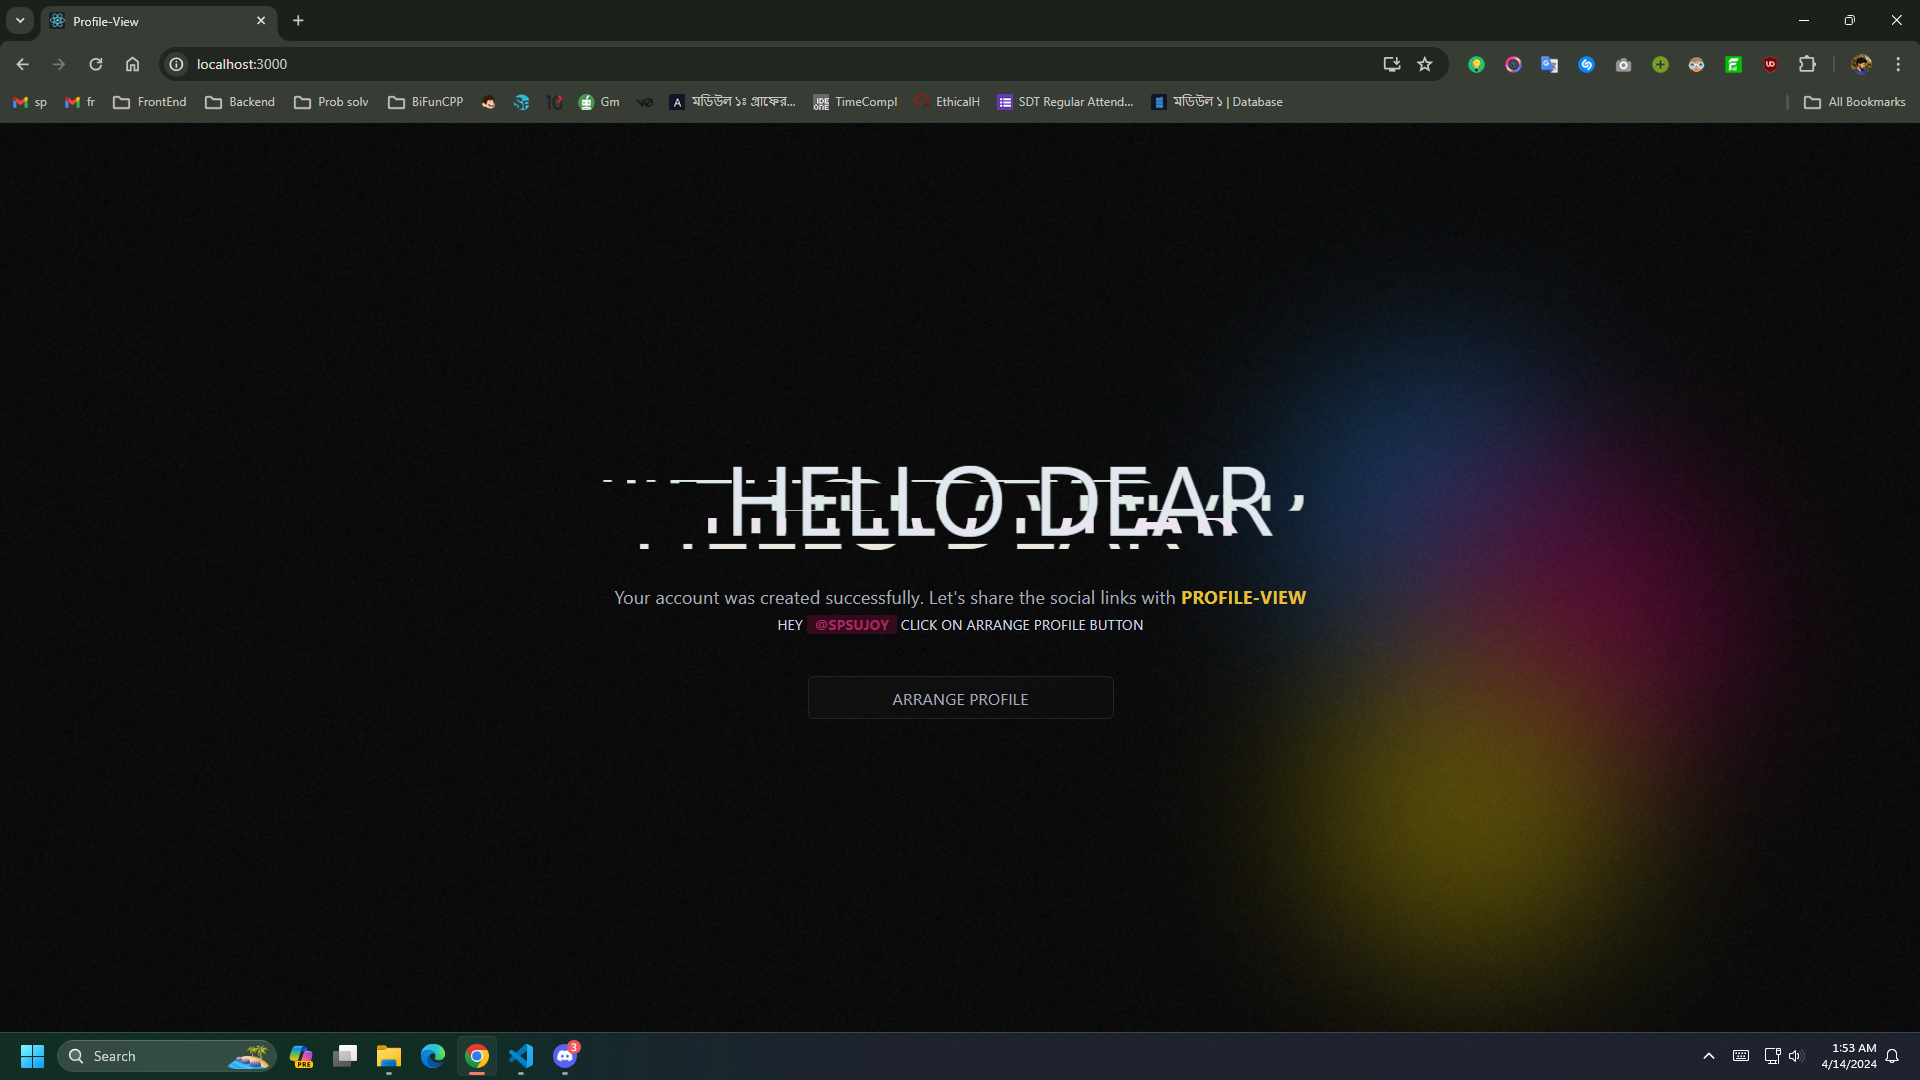 Profile-View
localhost:3000
sp fr FrontEnd Backend Prob solv BiFunCPP Gm মডিউল ১ঃ গ্রাফের... TimeCompl EthicalH SDT Regular Attend... মডিউল ১ | Database All Bookmarks
HELLO DEAR
Your account was created successfully. Let's share the social links with PROFILE-VIEW
HEY @SPSUJOY CLICK ON ARRANGE PROFILE BUTTON
ARRANGE PROFILE
Search PRE 3 1:53 AM
4/14/2024